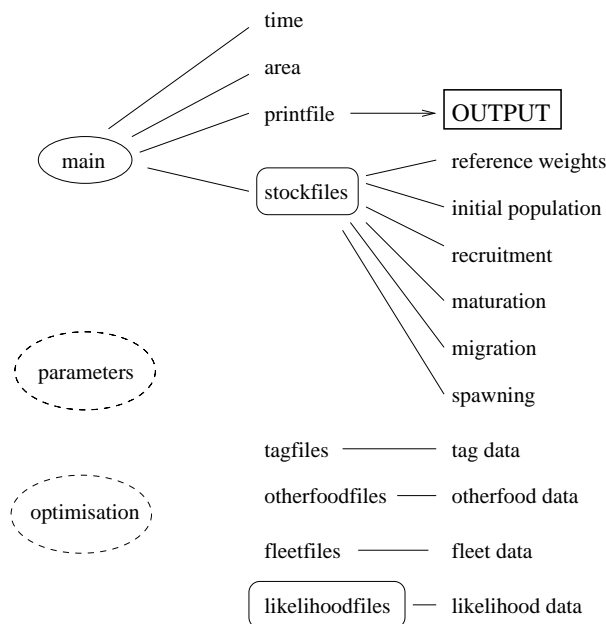 time
area
printfile
OUTPUT
main
stockfiles
reference weights
initial population
recruitment
maturation
migration
spawning
parameters
tagfiles
tag data
otherfoodfiles
otherfood data
optimisation
fleetfiles
fleet data
likelihoodfiles
likelihood data